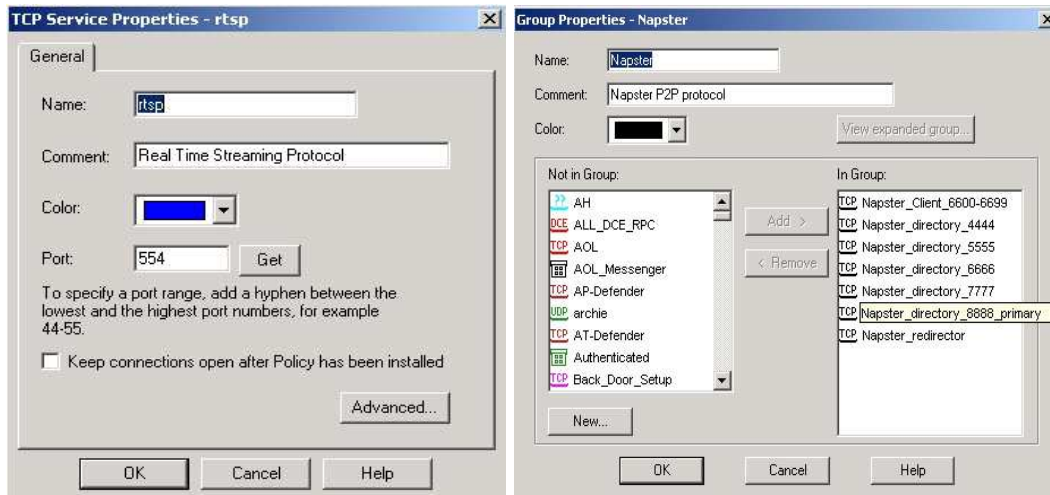 TCP Service Properties - rtsp
General
Name:
rtsp
Comment:
Real Time Streaming Protocol
Color:
Port:
554
Get
To specify a port range, add a hyphen between the
lowest and the highest port numbers, for example
44-55.
Keep connections open after Policy has been installed
Advanced...
OK
Cancel
Help
Group Properties - Napster
Name:
Napster
Comment:
Napster P2P protocol
Color:
View expanded group...
Not in Group:
?? AH
DCE ALL_DCE_RPC
TCP AOL
AOL_Messenger
TCP AP-Defender
UDP archie
TCP AT-Defender
Authenticated
TCP Back_Door_Setup
Add >
< Remove
In Group:
TCP Napster_Client_6600-6699
TCP Napster_directory_4444
TCP Napster_directory_5555
TCP Napster_directory_6666
TCP Napster_directory_7777
TCP Napster_directory_8888_primary
TCP Napster_redirector
New...
OK
Cancel
Help